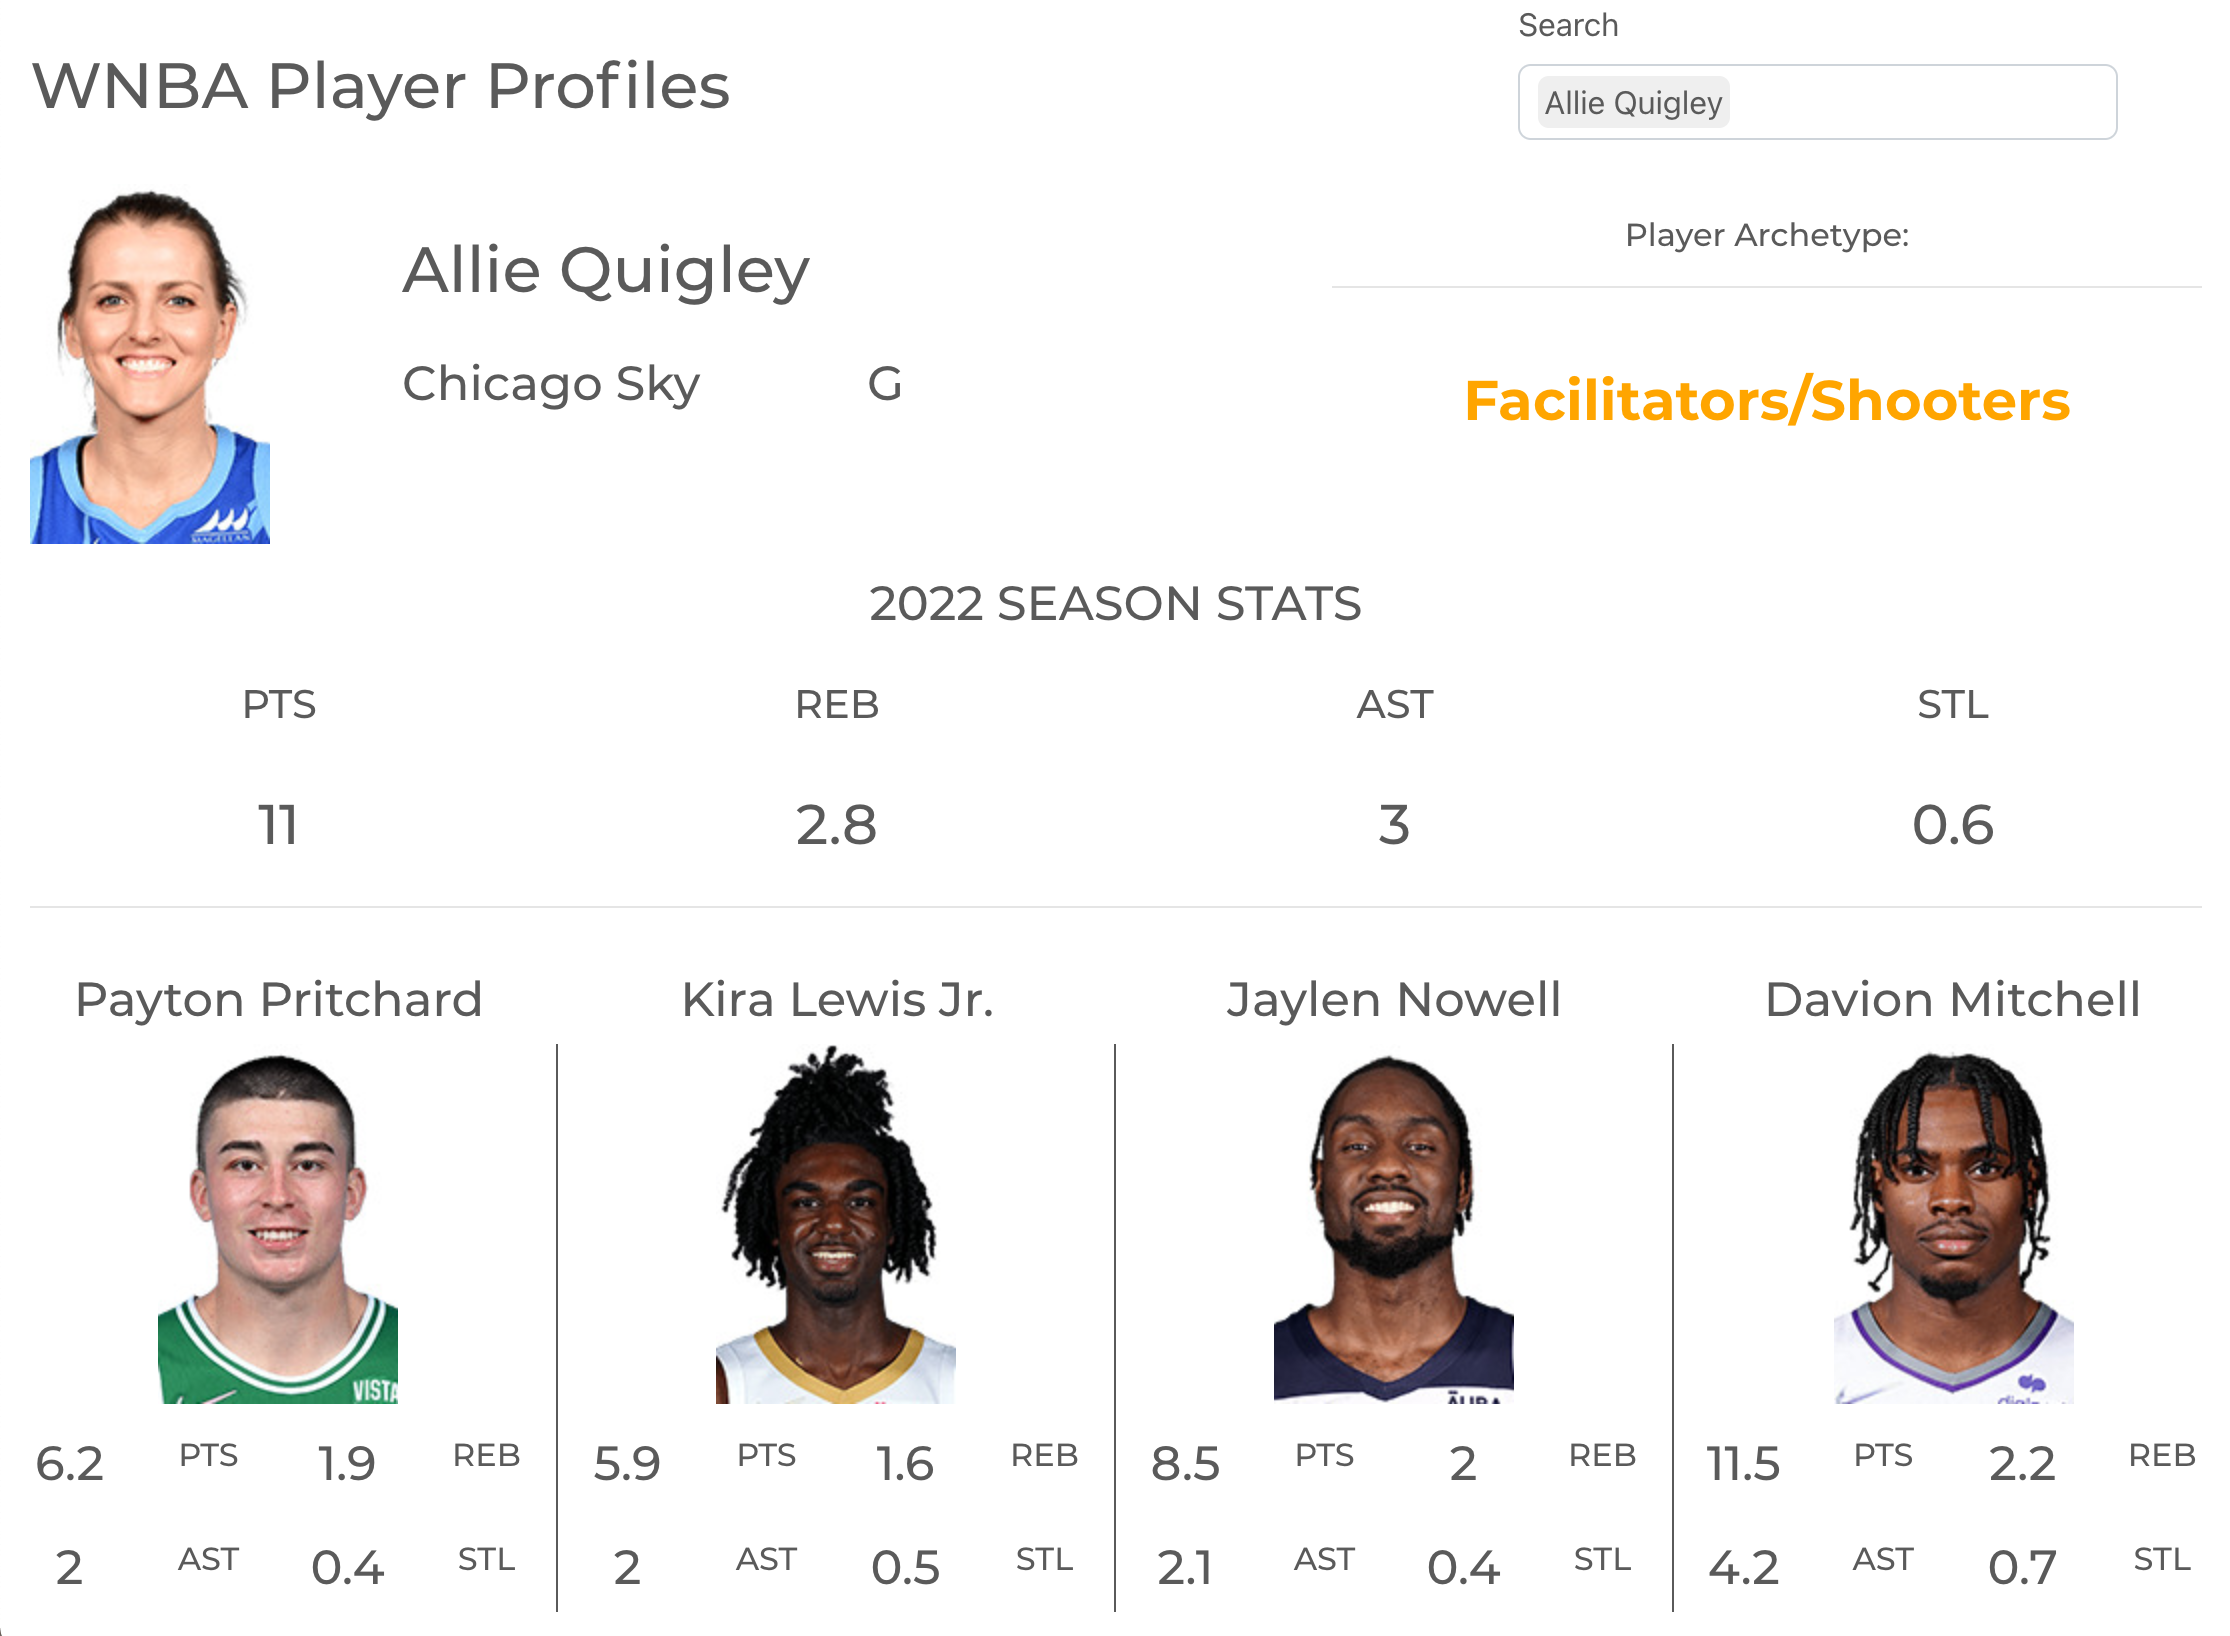 Search
WNBA Player Profiles
Allie Quigley
Player Archetype:
Allie Quigley
Chicago Sky G
Facilitators/Shooters
MAGELLAN
2022 SEASON STATS
PTS REB AST STL
11 2.8 3 0.6
Payton Pritchard Kira Lewis Jr. Jaylen Nowell Davion Mitchell
VISTA
6.2 PTS 1.9 REB 5.9 PTS 1.6 REB 8.5 PTS 2 REB 11.5 PTS 2.2 REB
2 AST 0.4 STL 2 AST 0.5 STL 2.1 AST 0.4 STL 4.2 AST 0.7 STL